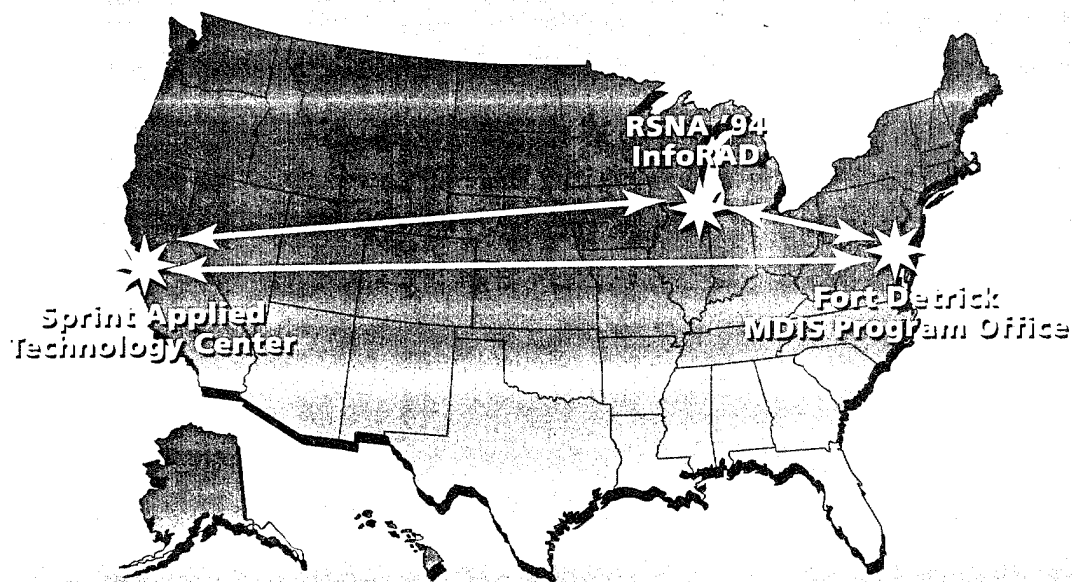 RSNA '94
InfoRAD
Sprint Applied
Technology Center
Fort Detrick
MDIS Program Office